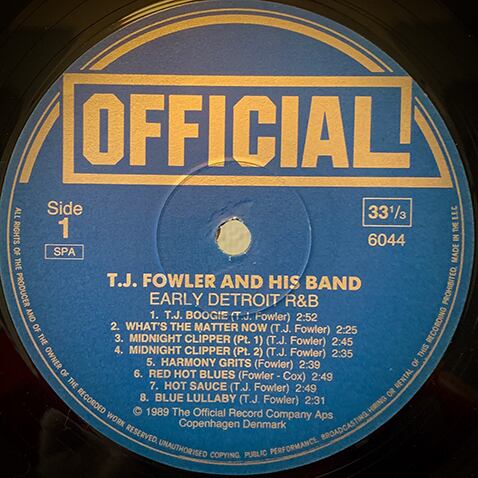 OFFICIAL
Side
1
SPA
33 1/3
6044
T.J. FOWLER AND HIS BAND
EARLY DETROIT R&B
1. T.J. BOOGIE (T.J. Fowler) 2:52
2. WHAT'S THE MATTER NOW (T.J. Fowler) 2:25
3. MIDNIGHT CLIPPER (Pt. 1) (T.J. Fowler) 2:45
4. MIDNIGHT CLIPPER (Pt. 2) (T.J. Fowler) 2:35
5. HARMONY GRITS (Fowler) 2:39
6. RED HOT BLUES (Fowler - Cox) 2:49
7. HOT SAUCE (T.J. Fowler) 2:49
8. BLUE LULLABY (T.J. Fowler) 2:31
© 1989 The Official Record Company Aps
Copenhagen Denmark
ALL RIGHTS OF THE PRODUCER AND OF THE OWNER OF THE RECORDED WORK RESERVED. UNAUTHORISED COPYING, PUBLIC PERFORMANCE, BROADCASTING, HIRING OR RENTAL OF THIS RECORD PROHIBITED. MADE IN THE E.E.C.